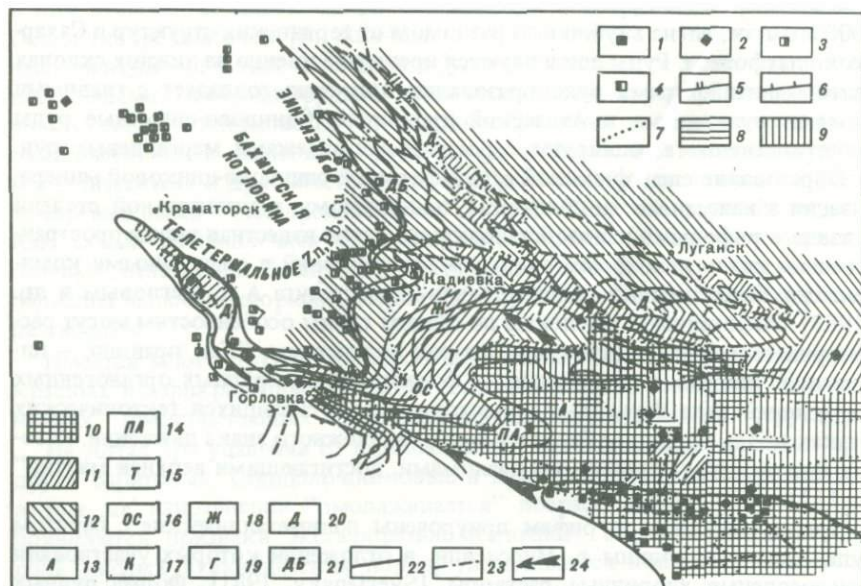 1 2 3
4 5 6
7 8 9
БАХМУТСКАЯ
КОТЛОВИНА
Краматорск
ТЕЛЕТЕРМАЛЬНОЕ Zn, Pb, Cu
ДБ
Луганск
Кадиевка
Г
Ж
Д
А
К
ОС
Горловка
ПА
10 ПА 14
11 Т 15
12 ОС 16 Ж 18 20
А 13 К 17 Г 19 ДБ 21 22 23 24